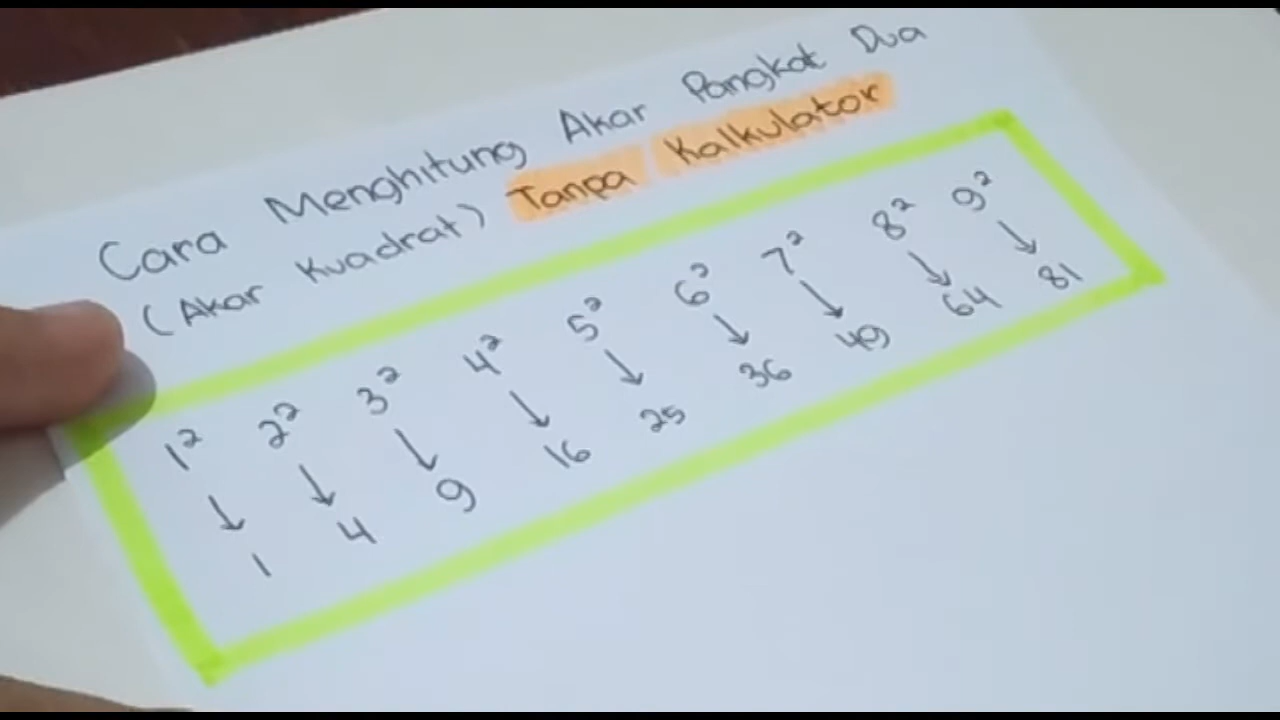 Cara Menghitung Akar Pangkat Dua
(Akar Kuadrat) Tanpa Kalkulator
1² 2² 3² 4² 5² 6² 7² 8² 9²
↓ ↓ ↓ ↓ ↓ ↓ ↓ ↓ ↓
1 4 9 16 25 36 49 64 81